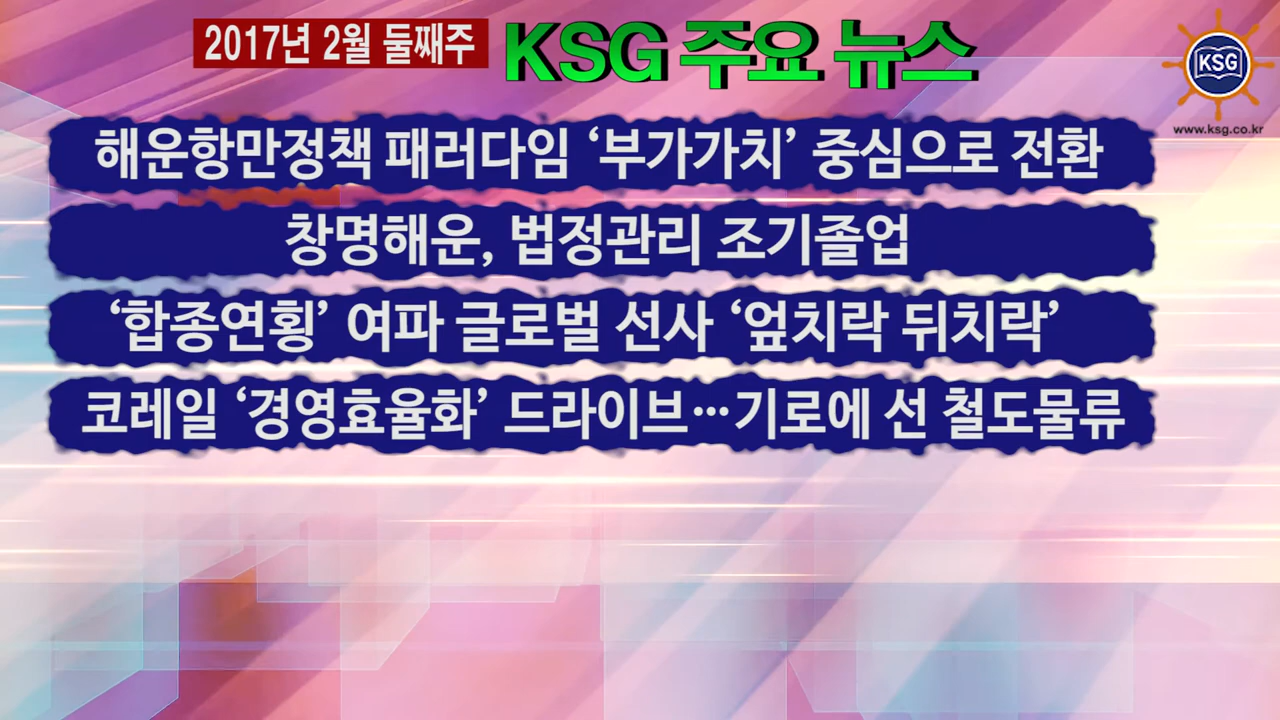 2017년 2월 둘째주 KSG 주요 뉴스
KSG
www.ksg.co.kr
해운항만정책 패러다임 ‘부가가치’ 중심으로 전환
창명해운, 법정관리 조기졸업
‘합종연횡’ 여파 글로벌 선사 ‘엎치락 뒤치락’
코레일 ‘경영효율화’ 드라이브…기로에 선 철도물류